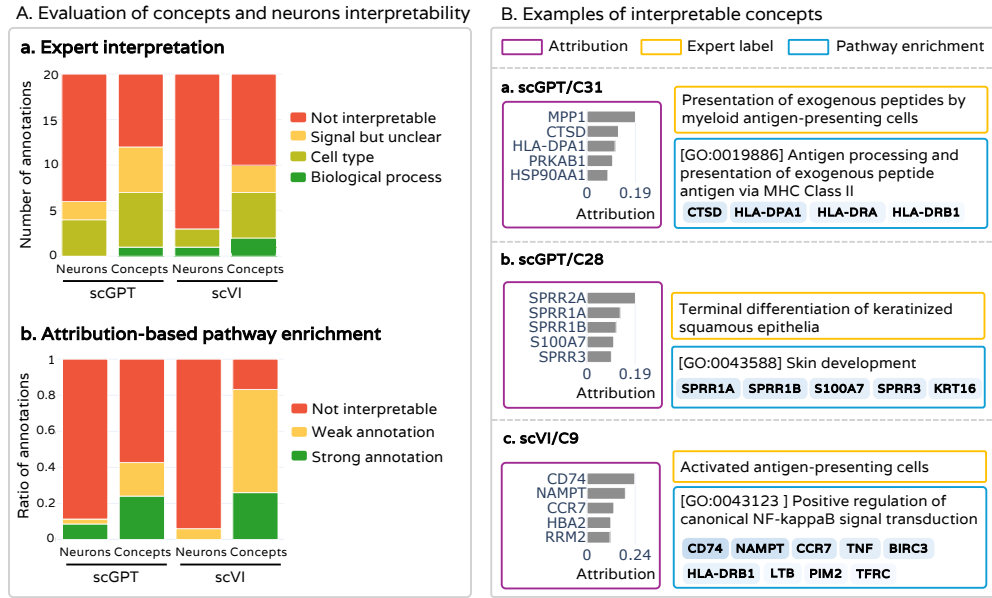 A. Evaluation of concepts and neurons interpretability
a. Expert interpretation
Number of annotations
20
15
10
5
0
Neurons Concepts Neurons Concepts
scGPT scVI
Not interpretable
Signal but unclear
Cell type
Biological process
b. Attribution-based pathway enrichment
Ratio of annotations
1
0.8
0.6
0.4
0.2
0
Neurons Concepts Neurons Concepts
scGPT scVI
Not interpretable
Weak annotation
Strong annotation
B. Examples of interpretable concepts
Attribution Expert label Pathway enrichment
a. scGPT/C31
MPP1
CTSD
HLA-DPA1
PRKAB1
HSP90AA1
0 0.19
Attribution
Presentation of exogenous peptides by
myeloid antigen-presenting cells
[GO:0019886] Antigen processing and
presentation of exogenous peptide
antigen via MHC Class II
CTSD HLA-DPA1 HLA-DRA HLA-DRB1
b. scGPT/C28
SPRR2A
SPRR1A
SPRR1B
S100A7
SPRR3
0 0.19
Attribution
Terminal differentiation of keratinized
squamous epithelia
[GO:0043588] Skin development
SPRR1A SPRR1B S100A7 SPRR3 KRT16
c. scVI/C9
CD74
NAMPT
CCR7
HBA2
RRM2
0 0.24
Attribution
Activated antigen-presenting cells
[GO:0043123 ] Positive regulation of
canonical NF-kappaB signal transduction
CD74 NAMPT CCR7 TNF BIRC3
HLA-DRB1 LTB PIM2 TFRC